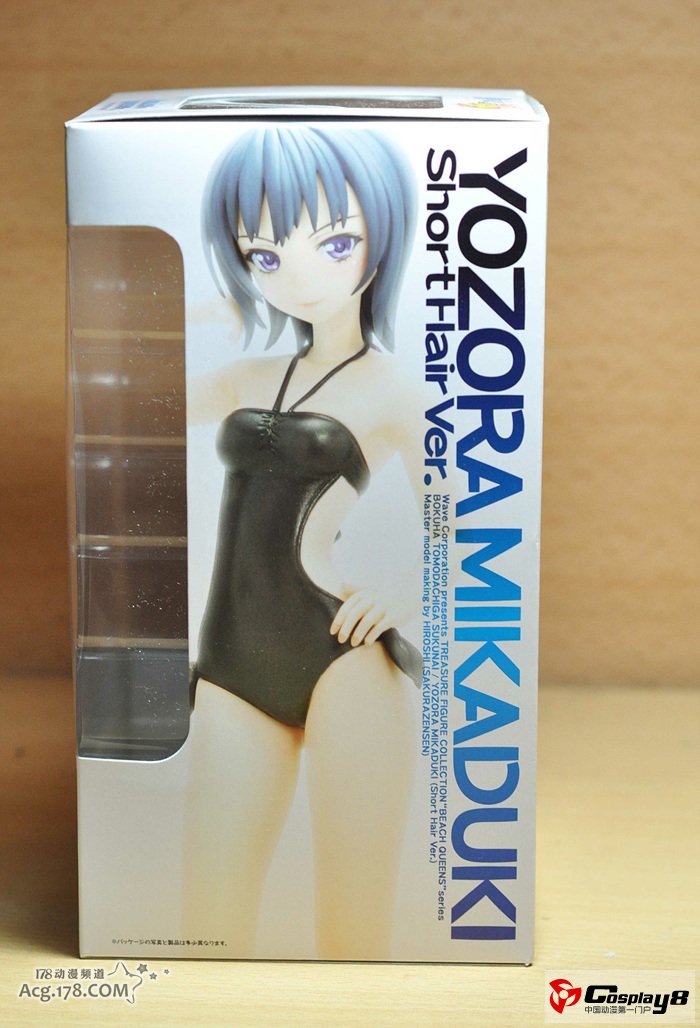 YOZORA MIKADUKI
Short Hair Ver.
Wave Corporation presents TREASURE FIGURE COLLECTION "BEACH QUEENS" series
BOKUHA TOMODACHIGA SUKUNAI / YOZORA MIKADUKI (Short Hair Ver.)
Master model making by HIROSHI (SAKURAZENSEN)
※パッケージの写真と製品は多少異なります。
178动漫频道
Acg.178.COM
Cosplay8
中国动漫第一门户